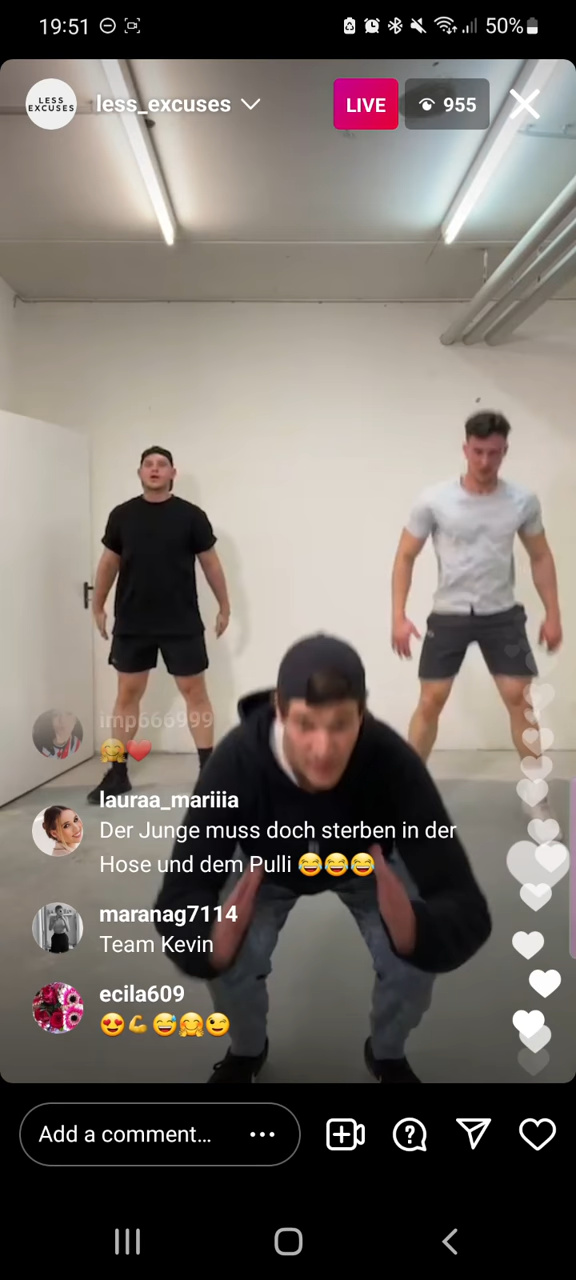 19:51
50%
LESS
EXCUSES
less_excuses
LIVE
955
imp666999
🤗❤️
lauraa_mariiia
Der Junge muss doch sterben in der
Hose und dem Pulli 😂😂😂
maranag7114
Team Kevin
ecila609
😍💪😅🤗😉
Add a comment...